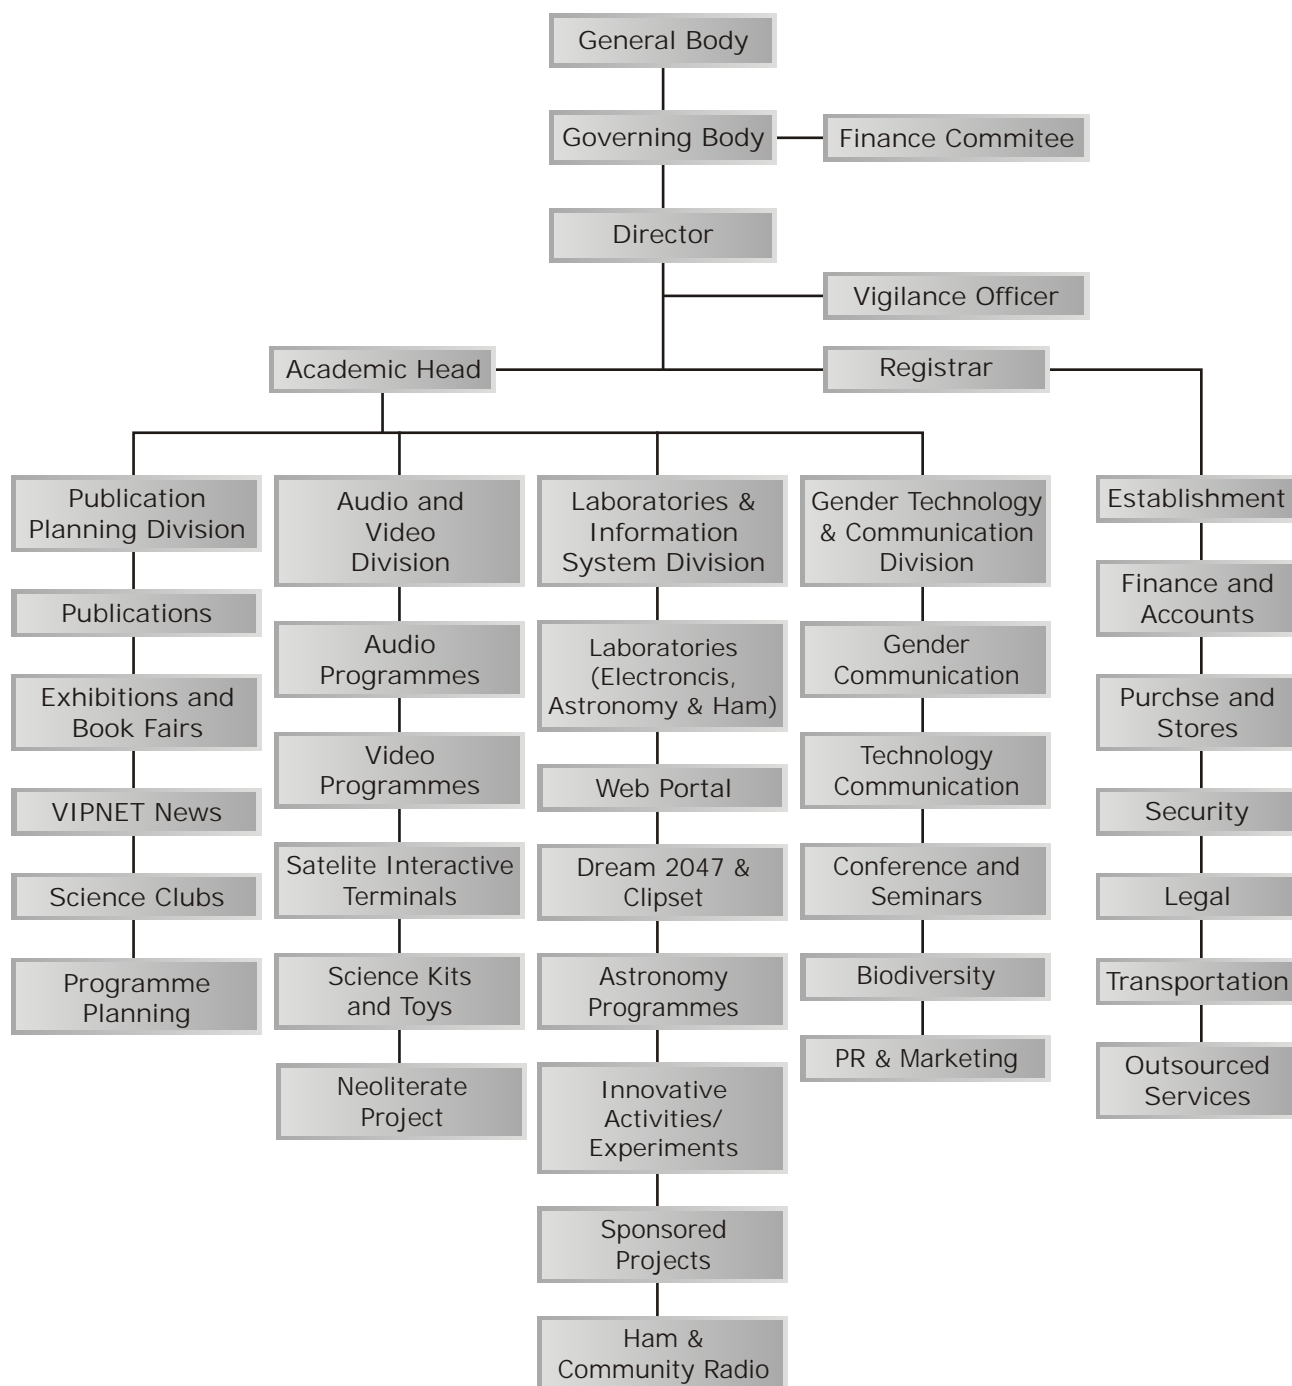 General Body
Governing Body
Finance Commitee
Director
Vigilance Officer
Academic Head
Registrar
Publication
Planning Division
Publications
Exhibitions and
Book Fairs
VIPNET News
Science Clubs
Programme
Planning
Audio and
Video
Division
Audio
Programmes
Video
Programmes
Satelite Interactive
Terminals
Science Kits
and Toys
Neoliterate
Project
Laboratories &
Information
System Division
Laboratories
(Electroncis,
Astronomy & Ham)
Web Portal
Dream 2047 &
Clipset
Astronomy
Programmes
Innovative
Activities/
Experiments
Sponsored
Projects
Ham &
Community Radio
Gender Technology
& Communication
Division
Gender
Communication
Technology
Communication
Conference and
Seminars
Biodiversity
PR & Marketing
Establishment
Finance and
Accounts
Purchse and
Stores
Security
Legal
Transportation
Outsourced
Services